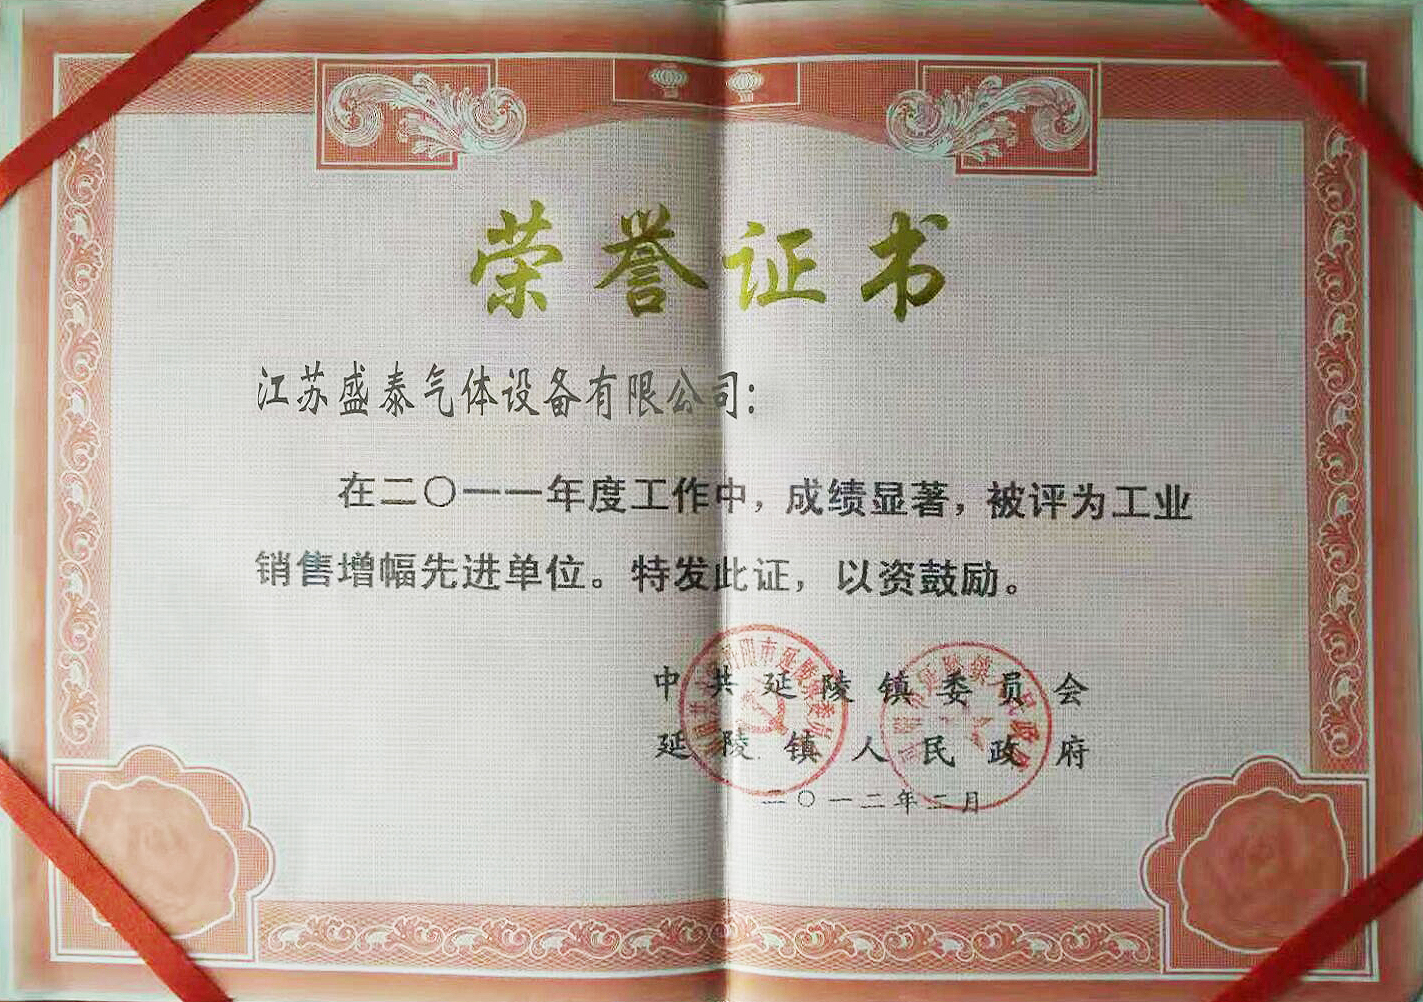 荣誉证书
江苏盛泰气体设备有限公司:
在二〇一一年度工作中，成绩显著，被评为工业
销售增幅先进单位。特发此证，以资鼓励。
中共延陵镇委员会
延陵镇人民政府
二〇一二年二月